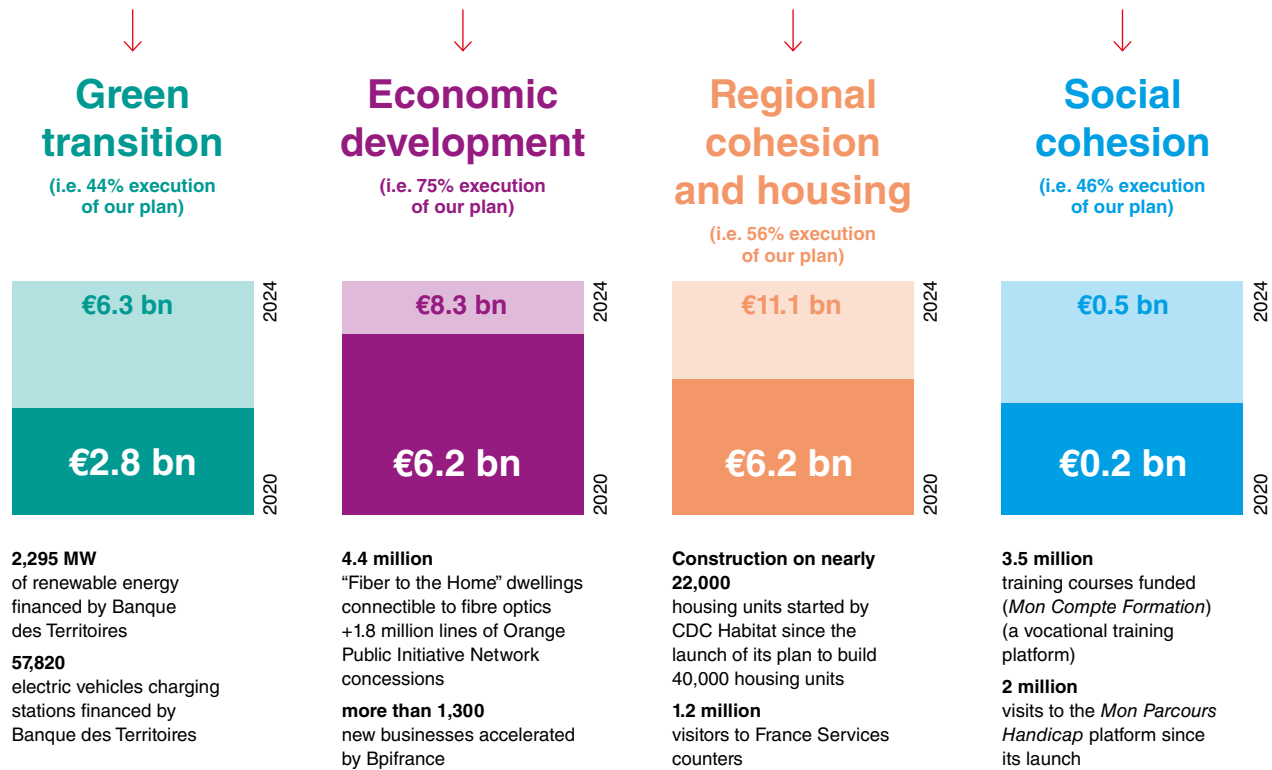 Green
transition
(i.e. 44% execution
of our plan)
€6.3 bn
2024
€2.8 bn
2020
2,295 MW
of renewable energy
financed by Banque
des Territoires
57,820
electric vehicles charging
stations financed by
Banque des Territoires
Economic
development
(i.e. 75% execution
of our plan)
€8.3 bn
2024
€6.2 bn
2020
4.4 million
“Fiber to the Home” dwellings
connectible to fibre optics
+1.8 million lines of Orange
Public Initiative Network
concessions
more than 1,300
new businesses accelerated
by Bpifrance
Regional
cohesion
and housing
(i.e. 56% execution
of our plan)
€11.1 bn
2024
€6.2 bn
2020
Construction on nearly
22,000
housing units started by
CDC Habitat since the
launch of its plan to build
40,000 housing units
1.2 million
visitors to France Services
counters
Social
cohesion
(i.e. 46% execution
of our plan)
€0.5 bn
2024
€0.2 bn
2020
3.5 million
training courses funded
(Mon Compte Formation)
(a vocational training
platform)
2 million
visits to the Mon Parcours
Handicap platform since
its launch